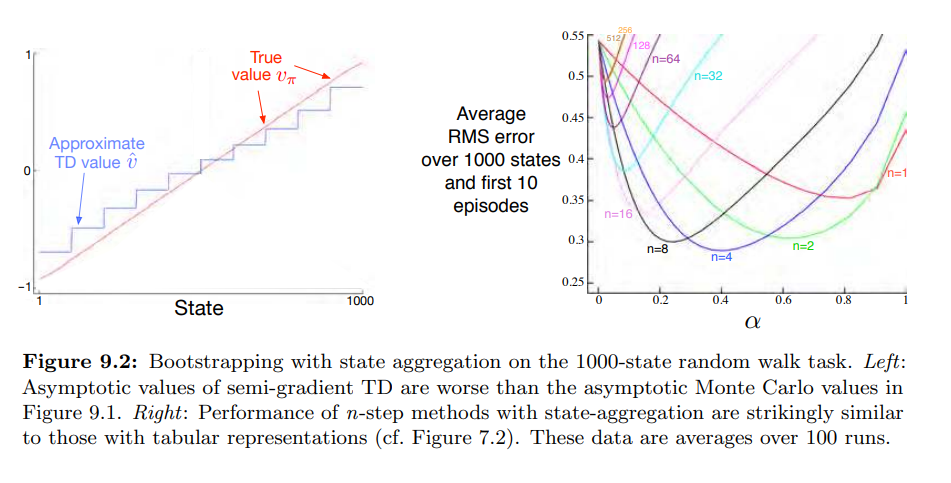 1
0
−1
1
1000
State
True
value vπ
Approximate
TD value v̂
Average
RMS error
over 1000 states
and first 10
episodes
0.55
0.5
0.45
0.4
0.35
0.3
0.25
0
0.2
0.4
0.6
0.8
1
α
256
512
128
n=64
n=32
n=16
n=8
n=4
n=2
n=1
Figure 9.2: Bootstrapping with state aggregation on the 1000-state random walk task. Left:
Asymptotic values of semi-gradient TD are worse than the asymptotic Monte Carlo values in
Figure 9.1. Right: Performance of n-step methods with state-aggregation are strikingly similar
to those with tabular representations (cf. Figure 7.2). These data are averages over 100 runs.